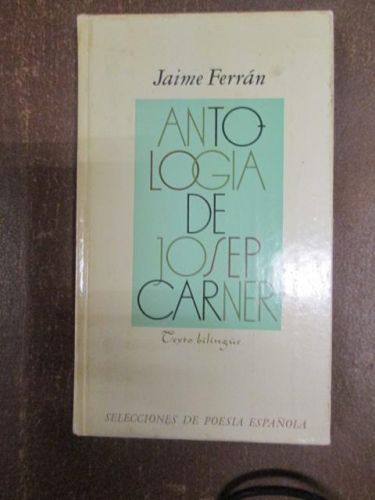 Jaime Ferrán
ANTO-
LOGIA
DE
JOSEP
CARNER
Texto bilingüe
SELECCIONES DE POESIA ESPAÑOLA